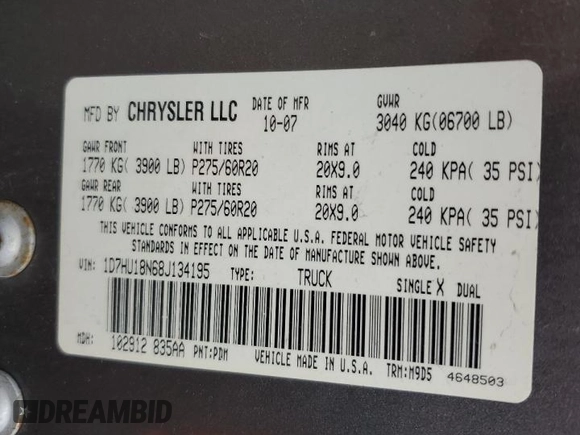 MFD BY CHRYSLER LLC DATE OF MFR GVWR
10-07 3040 KG(06700 LB)
GAWR FRONT WITH TIRES RIMS AT COLD
1770 KG( 3900 LB) P275/60R20 20X9.0 240 KPA( 35 PSI)
GAWR REAR WITH TIRES RIMS AT COLD
1770 KG( 3900 LB) P275/60R20 20X9.0 240 KPA( 35 PSI)
THIS VEHICLE CONFORMS TO ALL APPLICABLE U.S.A. FEDERAL MOTOR VEHICLE SAFETY
STANDARDS IN EFFECT ON THE DATE OF MANUFACTURE SHOWN ABOVE.
VIN: 1D7HU18N68J134195 TYPE: TRUCK SINGLE X DUAL
MDH: 102912 835AA PNT:PDM VEHICLE MADE IN U.S.A. TRM:M9D5 4648503
DREAMBID